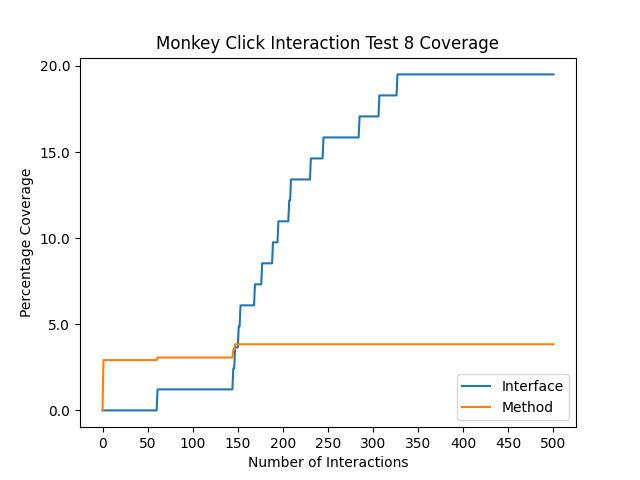 Monkey Click Interaction Test 8 Coverage
20.0
15.0
10.0
5.0
0.0
Percentage Coverage
Interface
Method
0 50 100 150 200 250 300 350 400 450 500
Number of Interactions